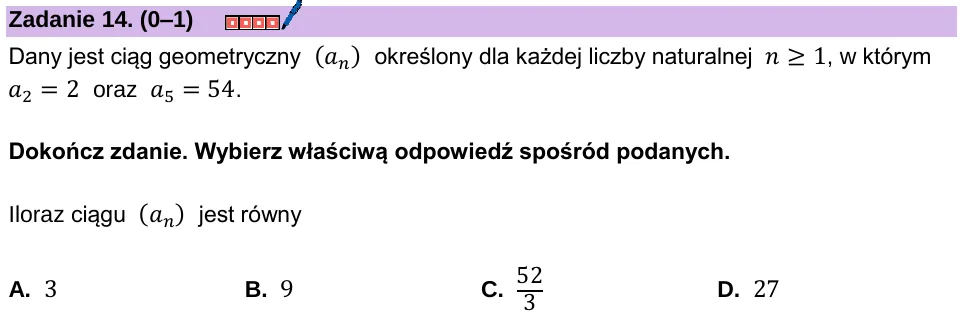 Zadanie 14. (0–1)
Dany jest ciąg geometryczny (aₙ) określony dla każdej liczby naturalnej n ≥ 1, w którym
a₂ = 2 oraz a₅ = 54.
Dokończ zdanie. Wybierz właściwą odpowiedź spośród podanych.
Iloraz ciągu (aₙ) jest równy
A. 3 B. 9 C. 52/3 D. 27